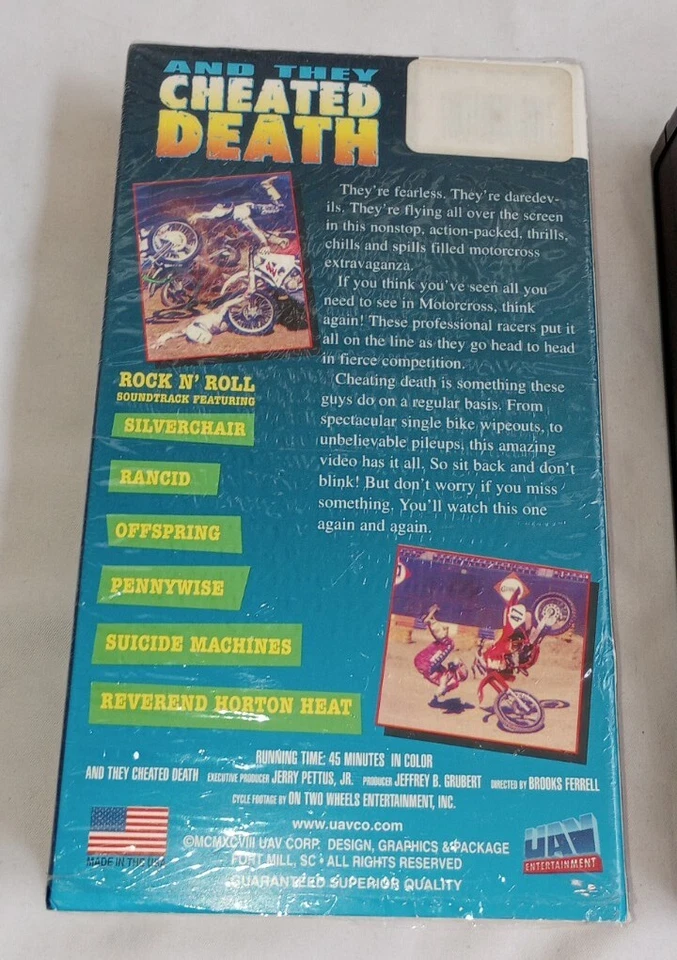 AND THEY
CHEATED
DEATH
They're fearless. They're daredev-
ils. They're flying all over the screen
in this nonstop, action-packed, thrills,
chills and spills filled motorcross
extravaganza.
If you think you've seen all you
need to see in Motorcross, think
again! These professional racers put it
all on the line as they go head to head
in fierce competition.
Cheating death is something these
guys do on a regular basis. From
spectacular single bike wipeouts, to
unbelievable pileups, this amazing
video has it all. So sit back and don't
blink! But don't worry if you miss
something. You'll watch this one
again and again.
ROCK N' ROLL
SOUNDTRACK FEATURING
SILVERCHAIR
RANCID
OFFSPRING
PENNYWISE
SUICIDE MACHINES
REVEREND HORTON HEAT
RUNNING TIME: 45 MINUTES IN COLOR
AND THEY CHEATED DEATH EXECUTIVE PRODUCER JERRY PETTUS, JR. PRODUCER JEFFREY B. GRUBERT DIRECTED BY BROOKS FERRELL
CYCLE FOOTAGE BY ON TWO WHEELS ENTERTAINMENT, INC.
www.uavco.com
©MCMXCVIII UAV CORP. DESIGN, GRAPHICS & PACKAGE
FORT MILL, SC • ALL RIGHTS RESERVED
GUARANTEED SUPERIOR QUALITY
MADE IN THE USA
UAV
ENTERTAINMENT